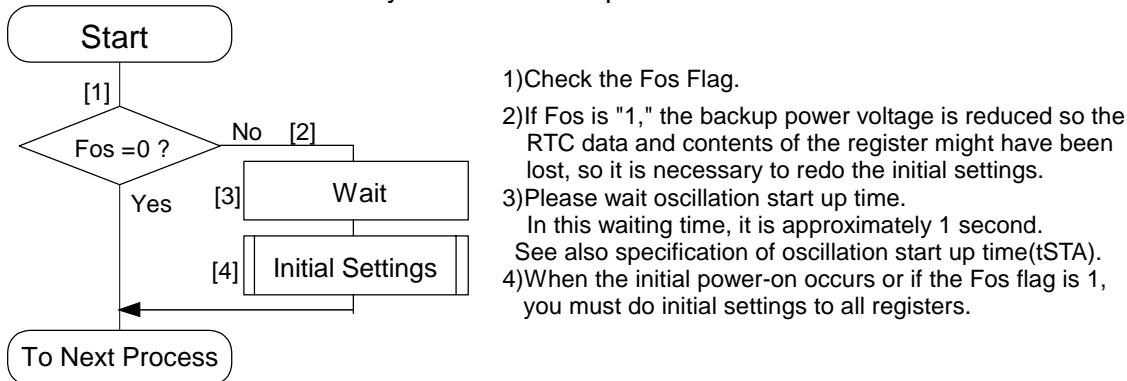 Start
[1]
Fos =0 ?
No [2]
Yes
[3]
Wait
[4]
Initial Settings
To Next Process
1)Check the Fos Flag.
2)If Fos is "1," the backup power voltage is reduced so the
RTC data and contents of the register might have been
lost, so it is necessary to redo the initial settings.
3)Please wait oscillation start up time.
In this waiting time, it is approximately 1 second.
See also specification of oscillation start up time(tSTA).
4)When the initial power-on occurs or if the Fos flag is 1,
you must do initial settings to all registers.